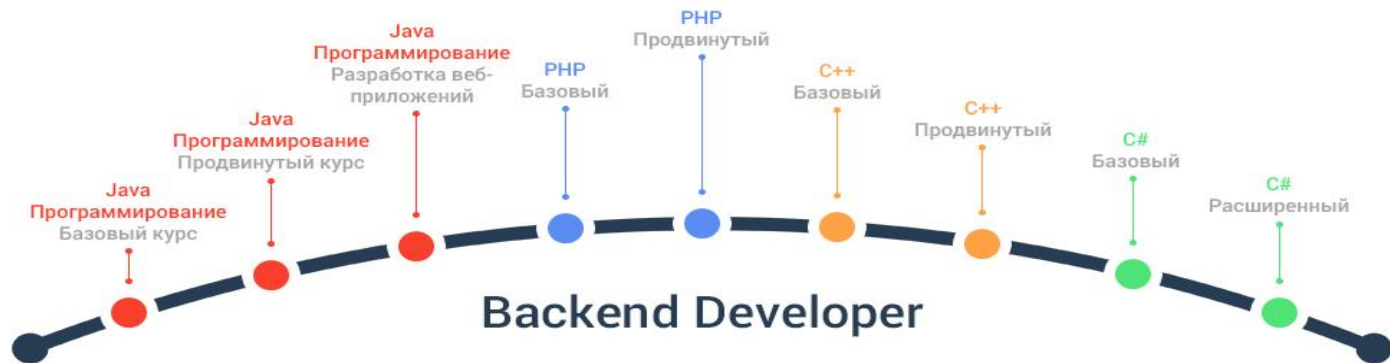 Java
Программирование
Базовый курс
Java
Программирование
Продвинутый курс
Java
Программирование
Разработка веб-
приложений
PHP
Базовый
PHP
Продвинутый
C++
Базовый
C++
Продвинутый
C#
Базовый
C#
Расширенный
Backend Developer